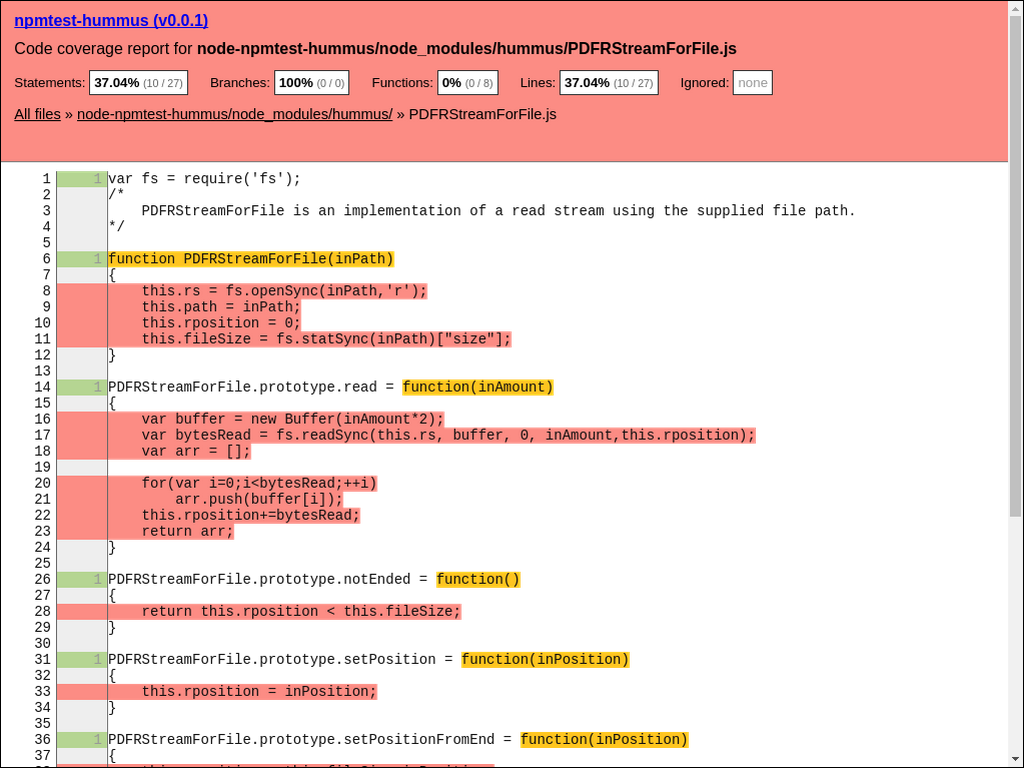 npmtest-hummus (v0.0.1)
Code coverage report for node-npmtest-hummus/node_modules/hummus/PDFRStreamForFile.js
Statements: 37.04% (10 / 27) Branches: 100% (0 / 0) Functions: 0% (0 / 8) Lines: 37.04% (10 / 27) Ignored: none
All files » node-npmtest-hummus/node_modules/hummus/ » PDFRStreamForFile.js
1 1 var fs = require('fs');
2 /*
3     PDFRStreamForFile is an implementation of a read stream using the supplied file path.
4 */
5
6 1 function PDFRStreamForFile(inPath)
7 {
8     this.rs = fs.openSync(inPath,'r');
9     this.path = inPath;
10     this.rposition = 0;
11     this.fileSize = fs.statSync(inPath)["size"];
12 }
13
14 1 PDFRStreamForFile.prototype.read = function(inAmount)
15 {
16     var buffer = new Buffer(inAmount*2);
17     var bytesRead = fs.readSync(this.rs, buffer, 0, inAmount,this.rposition);
18     var arr = [];
19
20     for(var i=0;i<bytesRead;++i)
21         arr.push(buffer[i]);
22     this.rposition+=bytesRead;
23     return arr;
24 }
25
26 1 PDFRStreamForFile.prototype.notEnded = function()
27 {
28     return this.rposition < this.fileSize;
29 }
30
31 1 PDFRStreamForFile.prototype.setPosition = function(inPosition)
32 {
33     this.rposition = inPosition;
34 }
35
36 1 PDFRStreamForFile.prototype.setPositionFromEnd = function(inPosition)
37 {